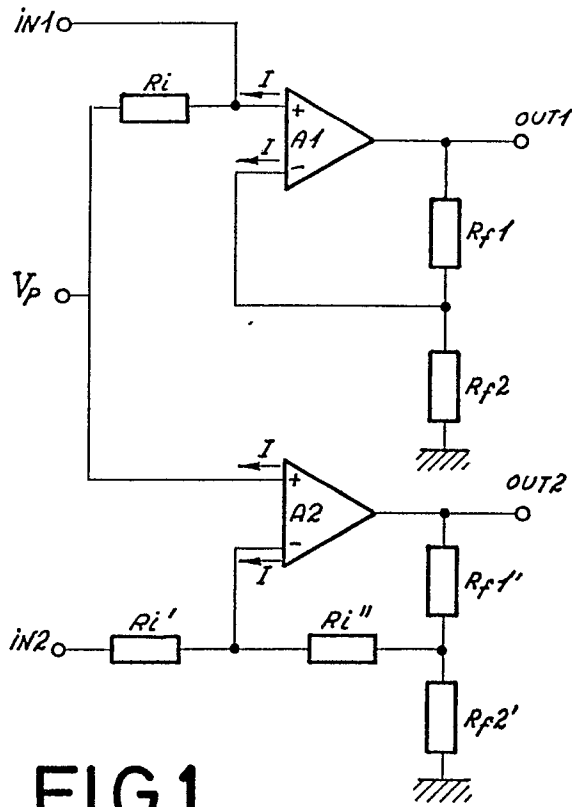 iN1
Ri
I
+
A1
I
-
OUT1
Rf1
Vp
Rf2
I
+
A2
-
I
OUT2
Rf1'
iN2
Ri'
Ri"
Rf2'
FIG.1